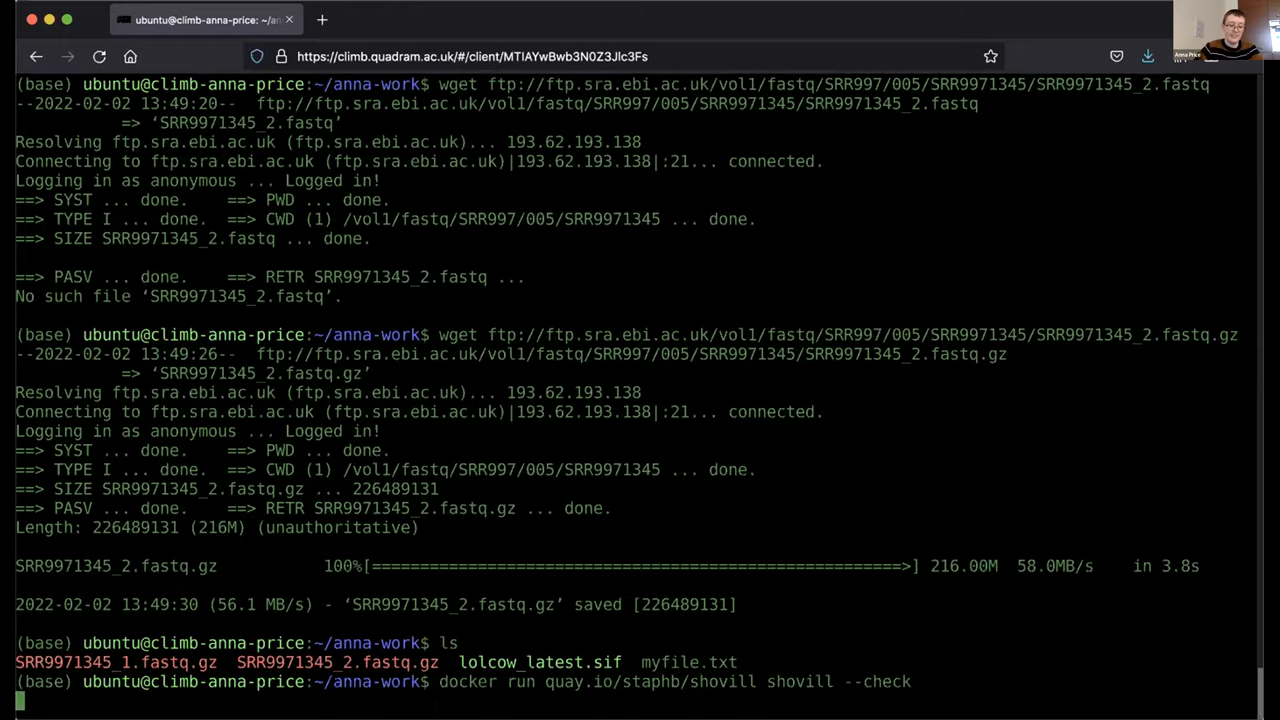 ubuntu@climb-anna-price: ~/an
https://climb.quadram.ac.uk/#/client/MTIAYwBwb3N0Z3Jlc3Fs
Anna Price
(base) ubuntu@climb-anna-price:~/anna-work$ wget ftp://ftp.sra.ebi.ac.uk/vol1/fastq/SRR997/005/SRR9971345/SRR9971345_2.fastq
--2022-02-02 13:49:20-- ftp://ftp.sra.ebi.ac.uk/vol1/fastq/SRR997/005/SRR9971345/SRR9971345_2.fastq
=> ‘SRR9971345_2.fastq’
Resolving ftp.sra.ebi.ac.uk (ftp.sra.ebi.ac.uk)... 193.62.193.138
Connecting to ftp.sra.ebi.ac.uk (ftp.sra.ebi.ac.uk)|193.62.193.138|:21... connected.
Logging in as anonymous ... Logged in!
==> SYST ... done. ==> PWD ... done.
==> TYPE I ... done. ==> CWD (1) /vol1/fastq/SRR997/005/SRR9971345 ... done.
==> SIZE SRR9971345_2.fastq ... done.
==> PASV ... done. ==> RETR SRR9971345_2.fastq ...
No such file ‘SRR9971345_2.fastq’.
(base) ubuntu@climb-anna-price:~/anna-work$ wget ftp://ftp.sra.ebi.ac.uk/vol1/fastq/SRR997/005/SRR9971345/SRR9971345_2.fastq.gz
--2022-02-02 13:49:26-- ftp://ftp.sra.ebi.ac.uk/vol1/fastq/SRR997/005/SRR9971345/SRR9971345_2.fastq.gz
=> ‘SRR9971345_2.fastq.gz’
Resolving ftp.sra.ebi.ac.uk (ftp.sra.ebi.ac.uk)... 193.62.193.138
Connecting to ftp.sra.ebi.ac.uk (ftp.sra.ebi.ac.uk)|193.62.193.138|:21... connected.
Logging in as anonymous ... Logged in!
==> SYST ... done. ==> PWD ... done.
==> TYPE I ... done. ==> CWD (1) /vol1/fastq/SRR997/005/SRR9971345 ... done.
==> SIZE SRR9971345_2.fastq.gz ... 226489131
==> PASV ... done. ==> RETR SRR9971345_2.fastq.gz ... done.
Length: 226489131 (216M) (unauthoritative)
SRR9971345_2.fastq.gz 100%[==================================================>] 216.00M 58.0MB/s in 3.8s
2022-02-02 13:49:30 (56.1 MB/s) - ‘SRR9971345_2.fastq.gz’ saved [226489131]
(base) ubuntu@climb-anna-price:~/anna-work$ ls
SRR9971345_1.fastq.gz SRR9971345_2.fastq.gz lolcow_latest.sif myfile.txt
(base) ubuntu@climb-anna-price:~/anna-work$ docker run quay.io/staphb/shovill shovill --check